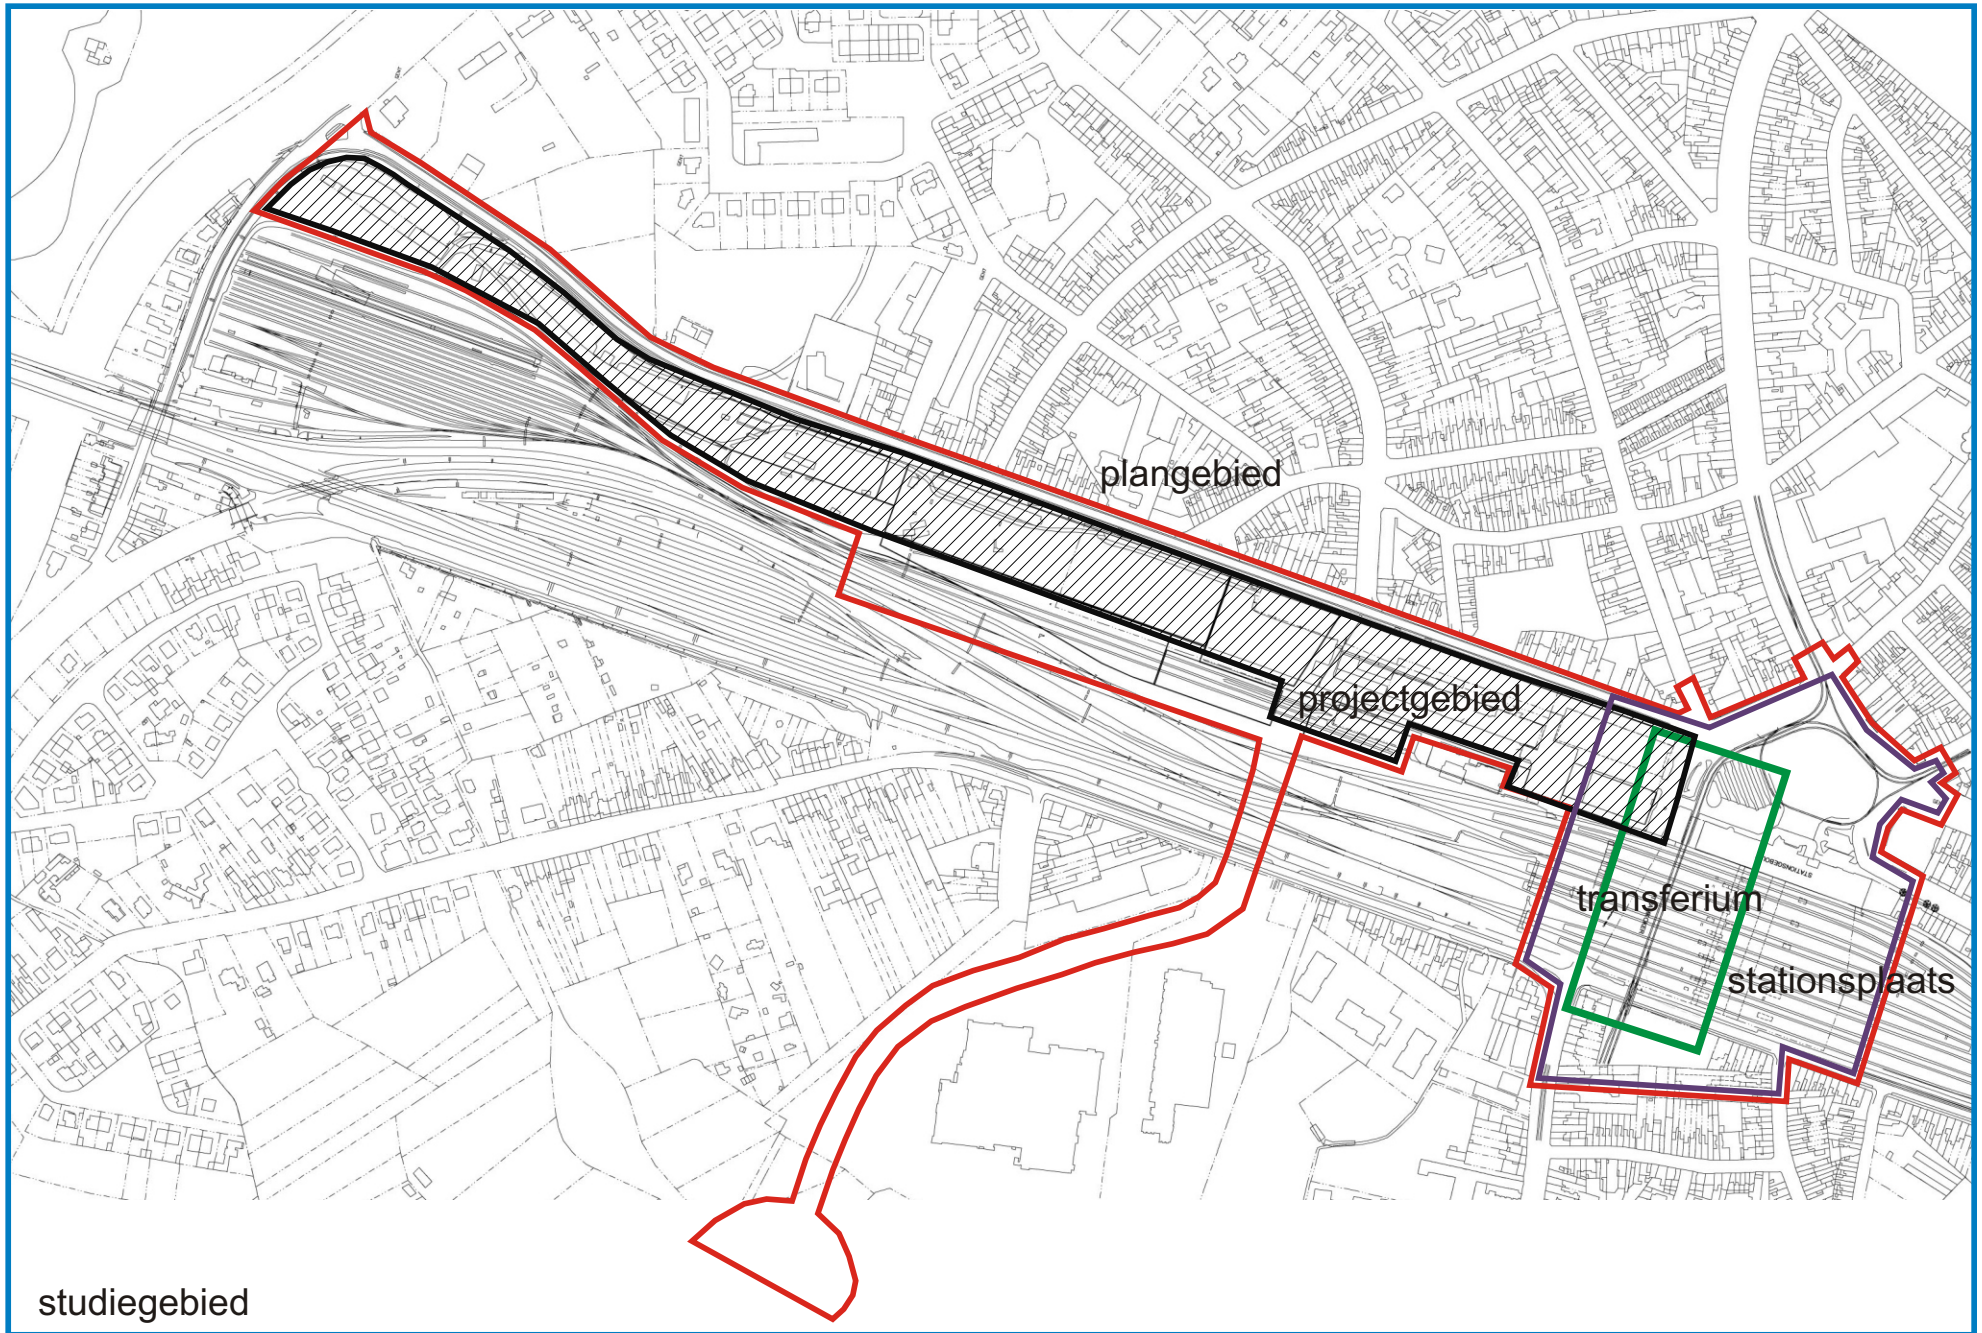 plangebied
projectgebied
transferium
stationsplaats
studiegebied